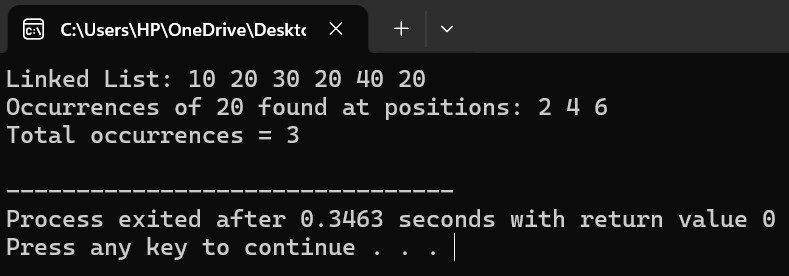 C:\Users\HP\OneDrive\Deskto
Linked List: 10 20 30 20 40 20
Occurrences of 20 found at positions: 2 4 6
Total occurrences = 3
--------------------------------
Process exited after 0.3463 seconds with return value 0
Press any key to continue . . .